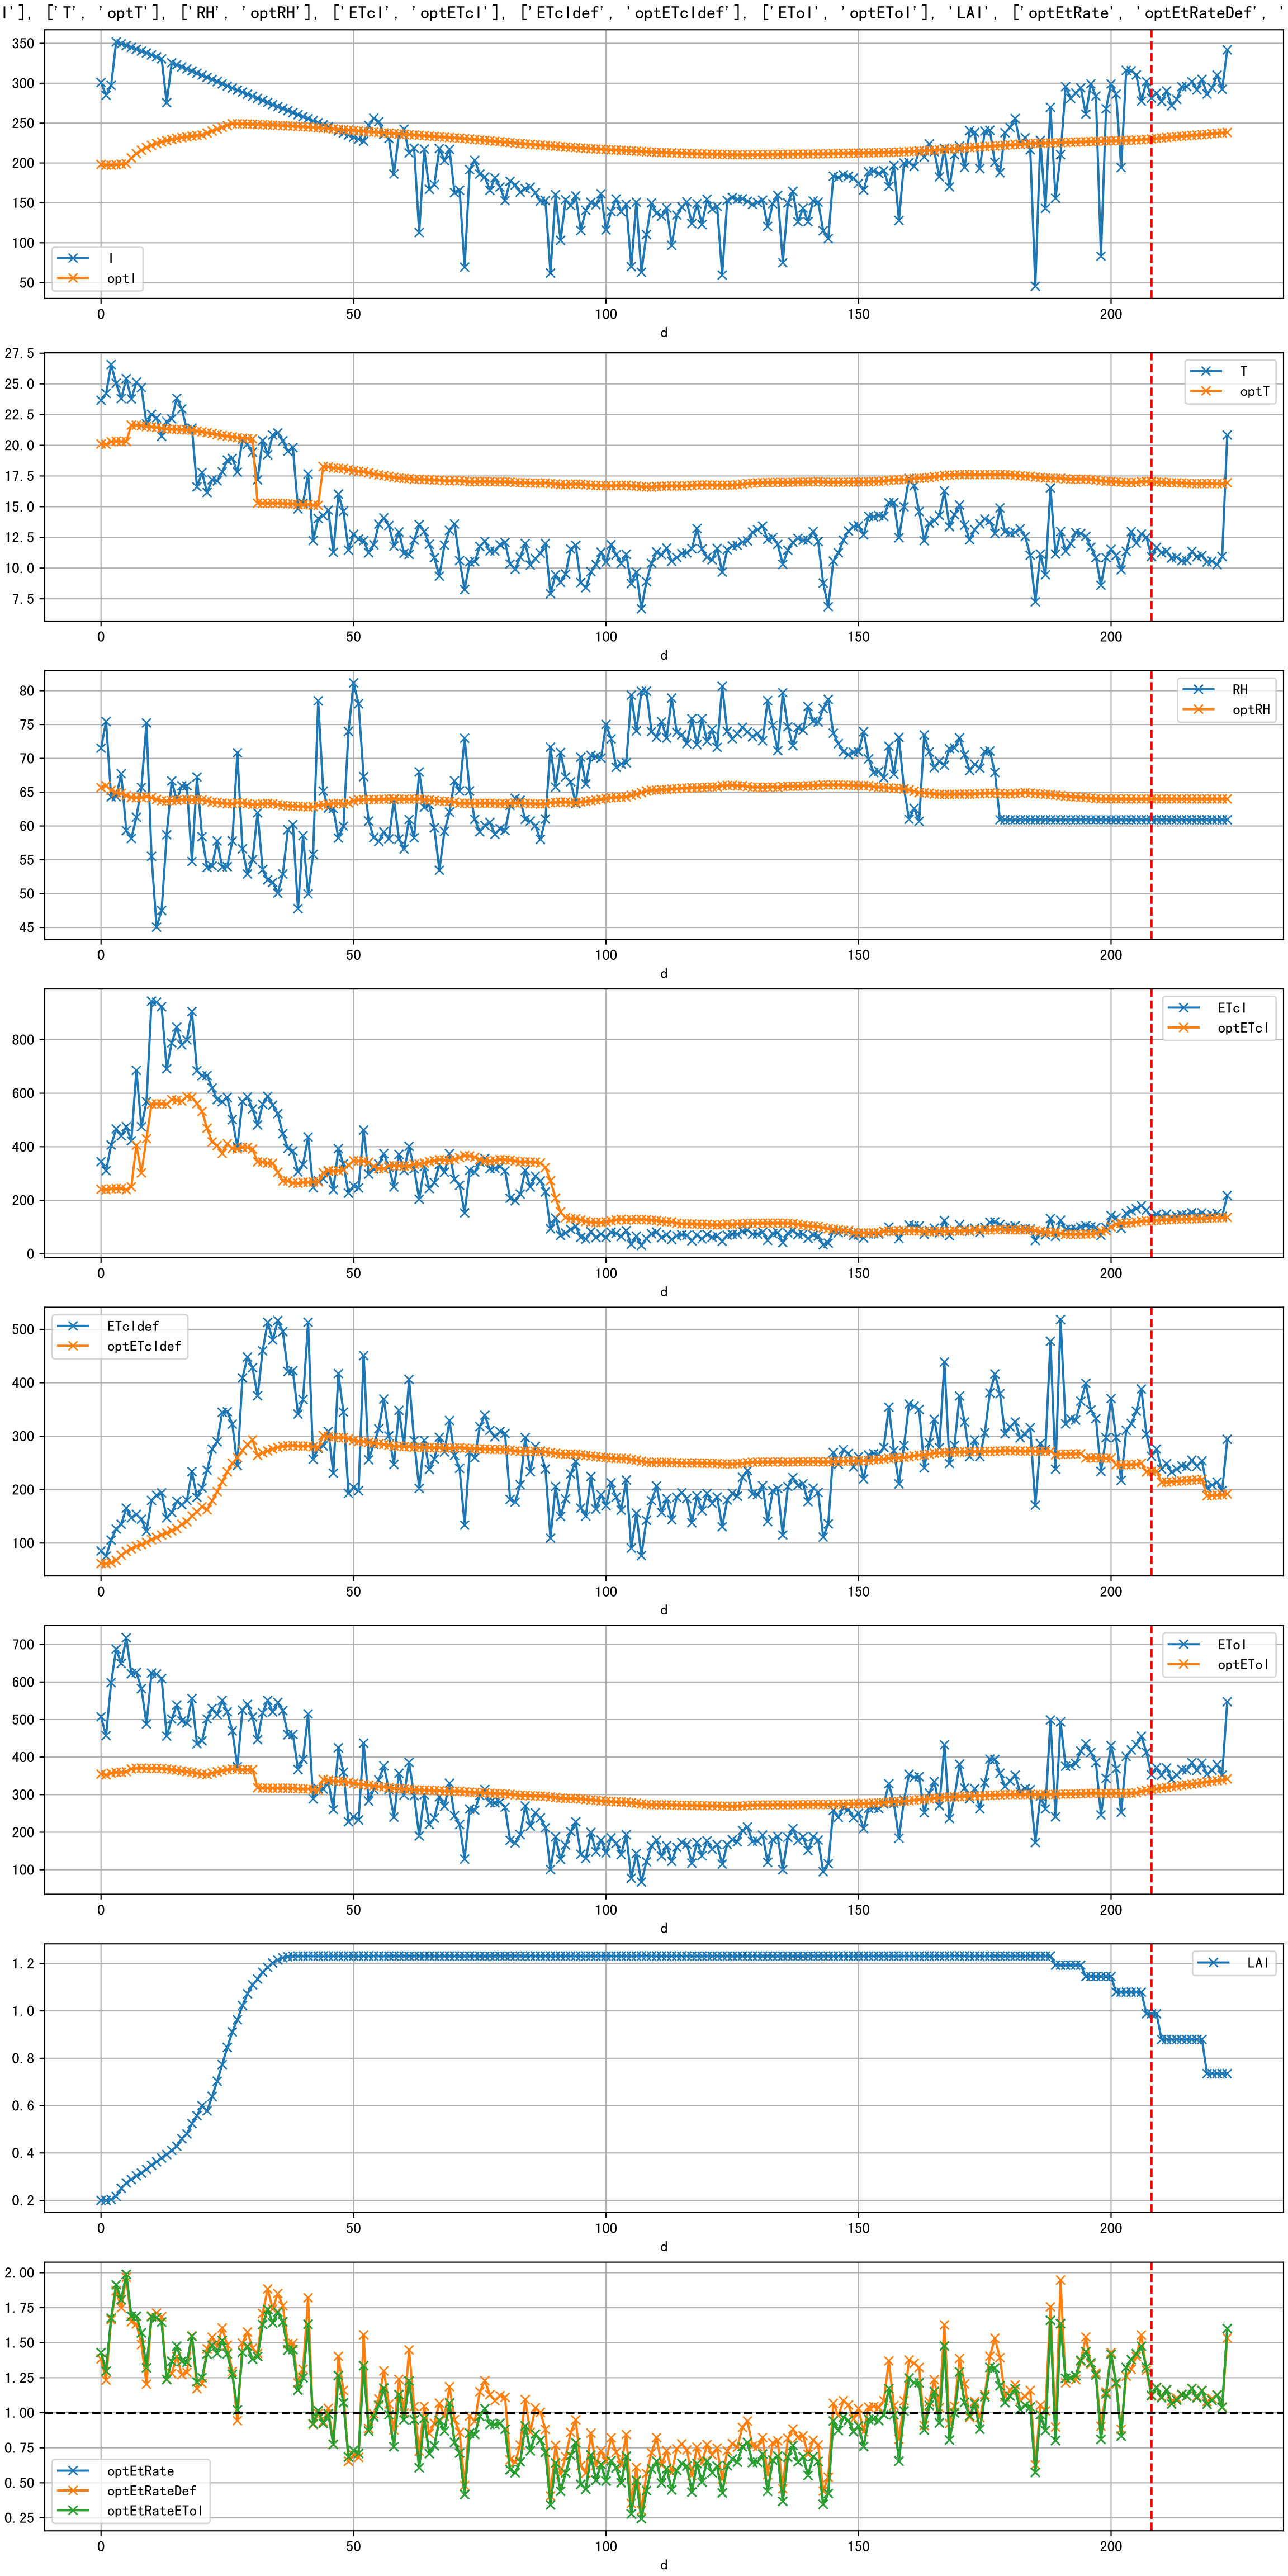 I'], ['T', 'optT'], ['RH', 'optRH'], ['ETcI', 'optETcI'], ['ETcIdef', 'optETcIdef'], ['EToI', 'optEToI'], 'LAI', ['optEtRate', 'optEtRateDef', '
350
300
250
200
150
100
50
I
optI
0 50 100 150 200
d
27.5
25.0
22.5
20.0
17.5
15.0
12.5
10.0
7.5
T
optT
0 50 100 150 200
d
80
75
70
65
60
55
50
45
RH
optRH
0 50 100 150 200
d
800
600
400
200
0
ETcI
optETcI
0 50 100 150 200
d
500
400
300
200
100
ETcIdef
optETcIdef
0 50 100 150 200
d
700
600
500
400
300
200
100
EToI
optEToI
0 50 100 150 200
d
1.2
1.0
0.8
0.6
0.4
0.2
LAI
0 50 100 150 200
d
2.00
1.75
1.50
1.25
1.00
0.75
0.50
0.25
optEtRate
optEtRateDef
optEtRateEToI
0 50 100 150 200
d